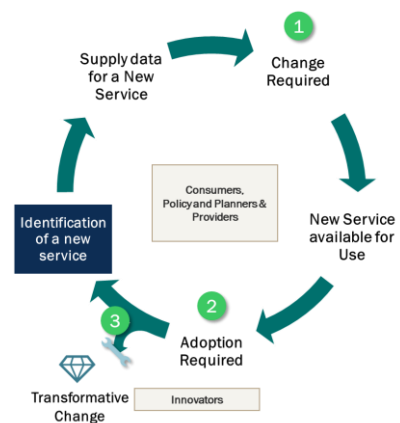 1
Supply data
for a New
Service
Change
Required
Consumers,
Policy and Planners &
Providers
Identification
of a new
service
New Service
available for
Use
2
3
Adoption
Required
Transformative
Change
Innovators